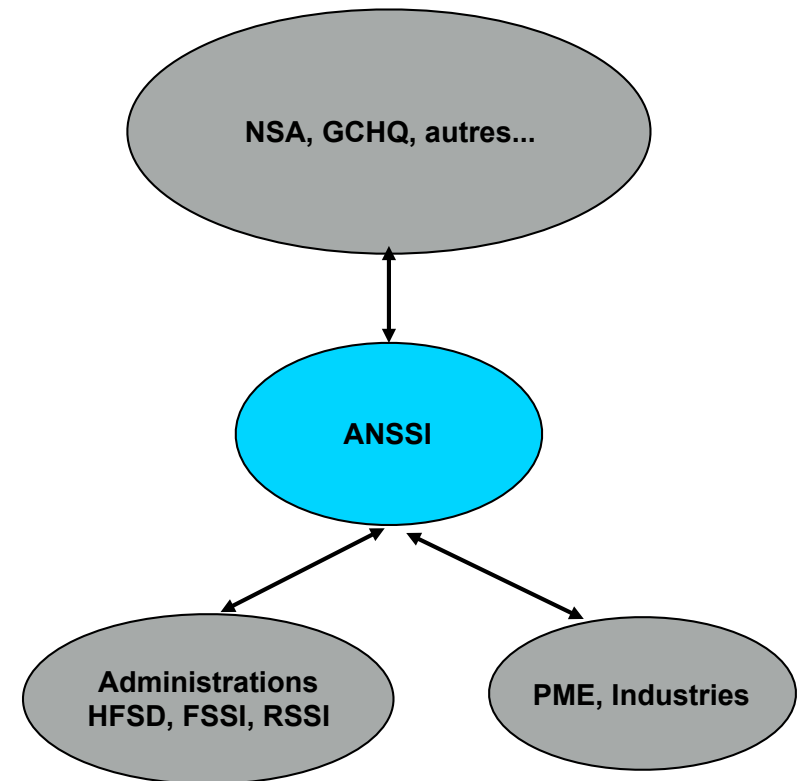 NSA, GCHQ, autres...
ANSSI
Administrations
HFSD, FSSI, RSSI
PME, Industries